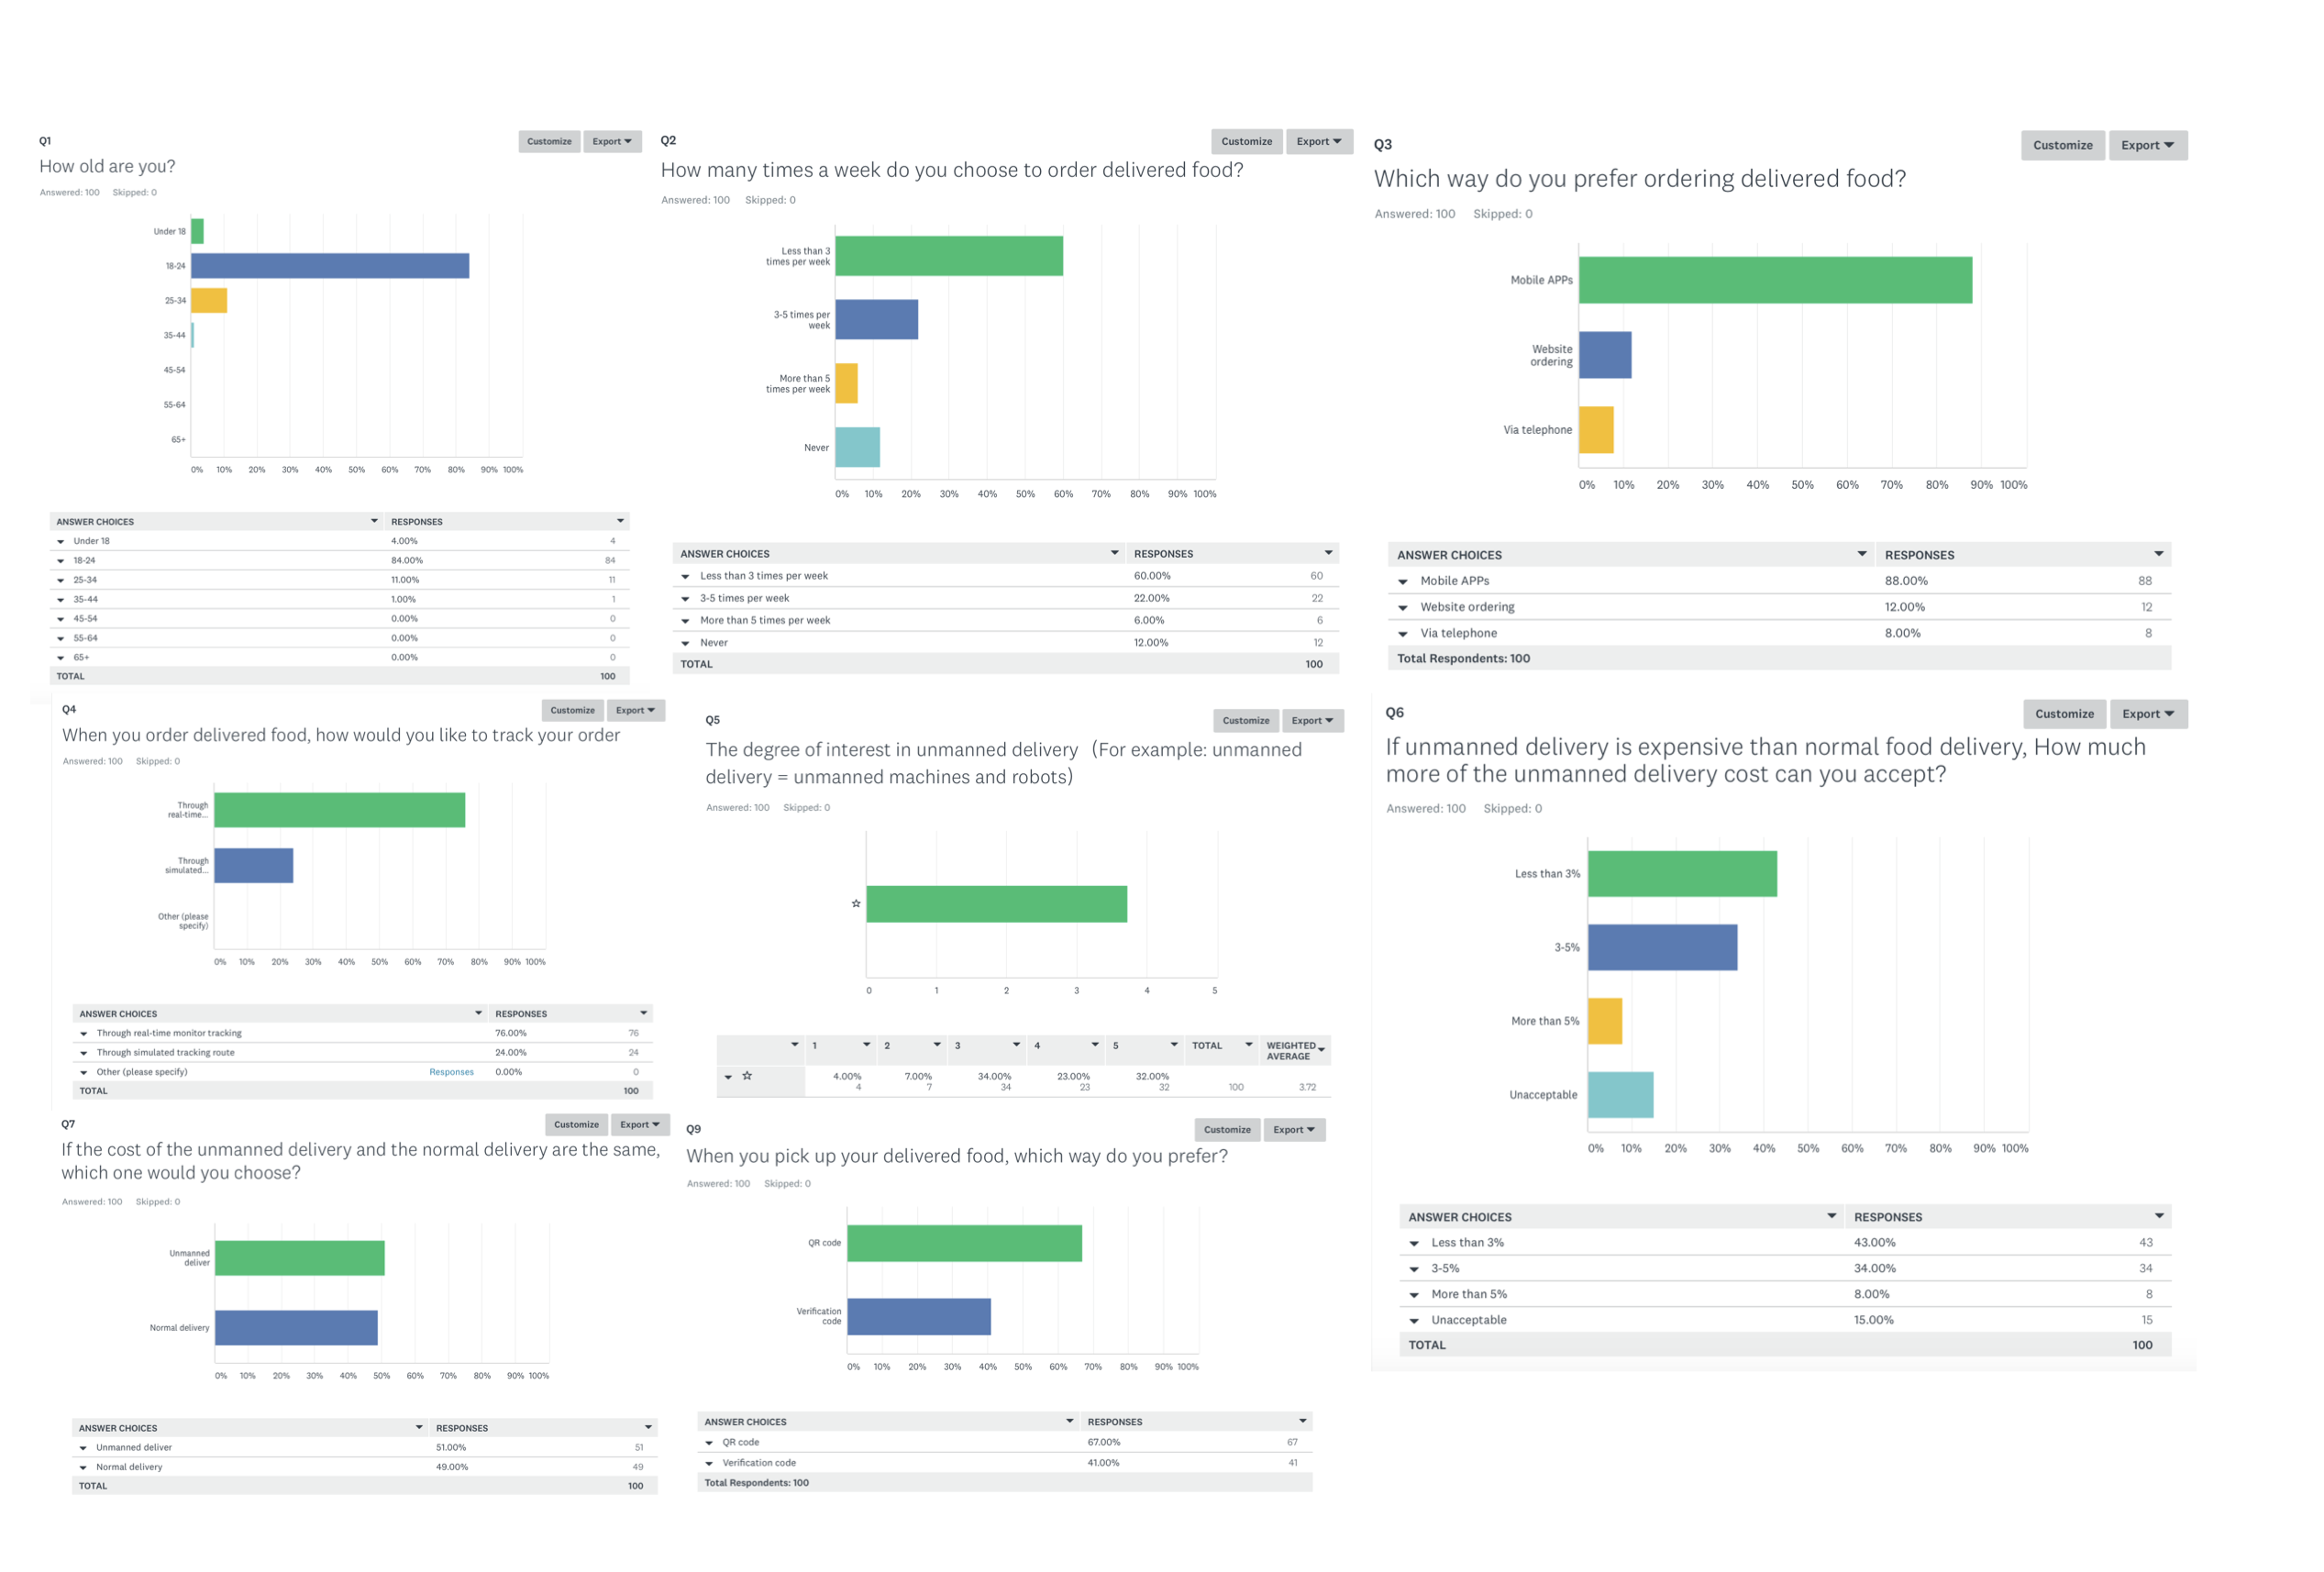 Q1
Customize Export
How old are you?
Answered: 100 Skipped: 0
Under 18
18-24
25-34
35-44
45-54
55-64
65+
0% 10% 20% 30% 40% 50% 60% 70% 80% 90% 100%
ANSWER CHOICES RESPONSES
Under 18 4.00% 4
18-24 84.00% 84
25-34 11.00% 11
35-44 1.00% 1
45-54 0.00% 0
55-64 0.00% 0
65+ 0.00% 0
TOTAL 100
Q2
Customize Export
How many times a week do you choose to order delivered food?
Answered: 100 Skipped: 0
Less than 3
times per week
3-5 times per
week
More than 5
times per week
Never
0% 10% 20% 30% 40% 50% 60% 70% 80% 90% 100%
ANSWER CHOICES RESPONSES
Less than 3 times per week 60.00% 60
3-5 times per week 22.00% 22
More than 5 times per week 6.00% 6
Never 12.00% 12
TOTAL 100
Q3
Customize Export
Which way do you prefer ordering delivered food?
Answered: 100 Skipped: 0
Mobile APPs
Website
ordering
Via telephone
0% 10% 20% 30% 40% 50% 60% 70% 80% 90% 100%
ANSWER CHOICES RESPONSES
Mobile APPs 88.00% 88
Website ordering 12.00% 12
Via telephone 8.00% 8
Total Respondents: 100
Q4
Customize Export
When you order delivered food, how would you like to track your order
Answered: 100 Skipped: 0
Through
real-time...
Through
simulated...
Other (please
specify)
0% 10% 20% 30% 40% 50% 60% 70% 80% 90% 100%
ANSWER CHOICES RESPONSES
Through real-time monitor tracking 76.00% 76
Through simulated tracking route 24.00% 24
Other (please specify) Responses 0.00% 0
TOTAL 100
Q5
Customize Export
The degree of interest in unmanned delivery (For example: unmanned
delivery = unmanned machines and robots)
Answered: 100 Skipped: 0
0 1 2 3 4 5
1 2 3 4 5 TOTAL WEIGHTED
AVERAGE
4.00% 7.00% 34.00% 23.00% 32.00%
4 7 34 23 32 100 3.72
Q6
Customize Export
If unmanned delivery is expensive than normal food delivery, How much
more of the unmanned delivery cost can you accept?
Answered: 100 Skipped: 0
Less than 3%
3-5%
More than 5%
Unacceptable
0% 10% 20% 30% 40% 50% 60% 70% 80% 90% 100%
ANSWER CHOICES RESPONSES
Less than 3% 43.00% 43
3-5% 34.00% 34
More than 5% 8.00% 8
Unacceptable 15.00% 15
TOTAL 100
Q7
Customize Export
If the cost of the unmanned delivery and the normal delivery are the same,
which one would you choose?
Answered: 100 Skipped: 0
Unmanned
deliver
Normal delivery
0% 10% 20% 30% 40% 50% 60% 70% 80% 90% 100%
ANSWER CHOICES RESPONSES
Unmanned deliver 51.00% 51
Normal delivery 49.00% 49
TOTAL 100
Q9
Customize Export
When you pick up your delivered food, which way do you prefer?
Answered: 100 Skipped: 0
QR code
Verification
code
0% 10% 20% 30% 40% 50% 60% 70% 80% 90% 100%
ANSWER CHOICES RESPONSES
QR code 67.00% 67
Verification code 41.00% 41
Total Respondents: 100